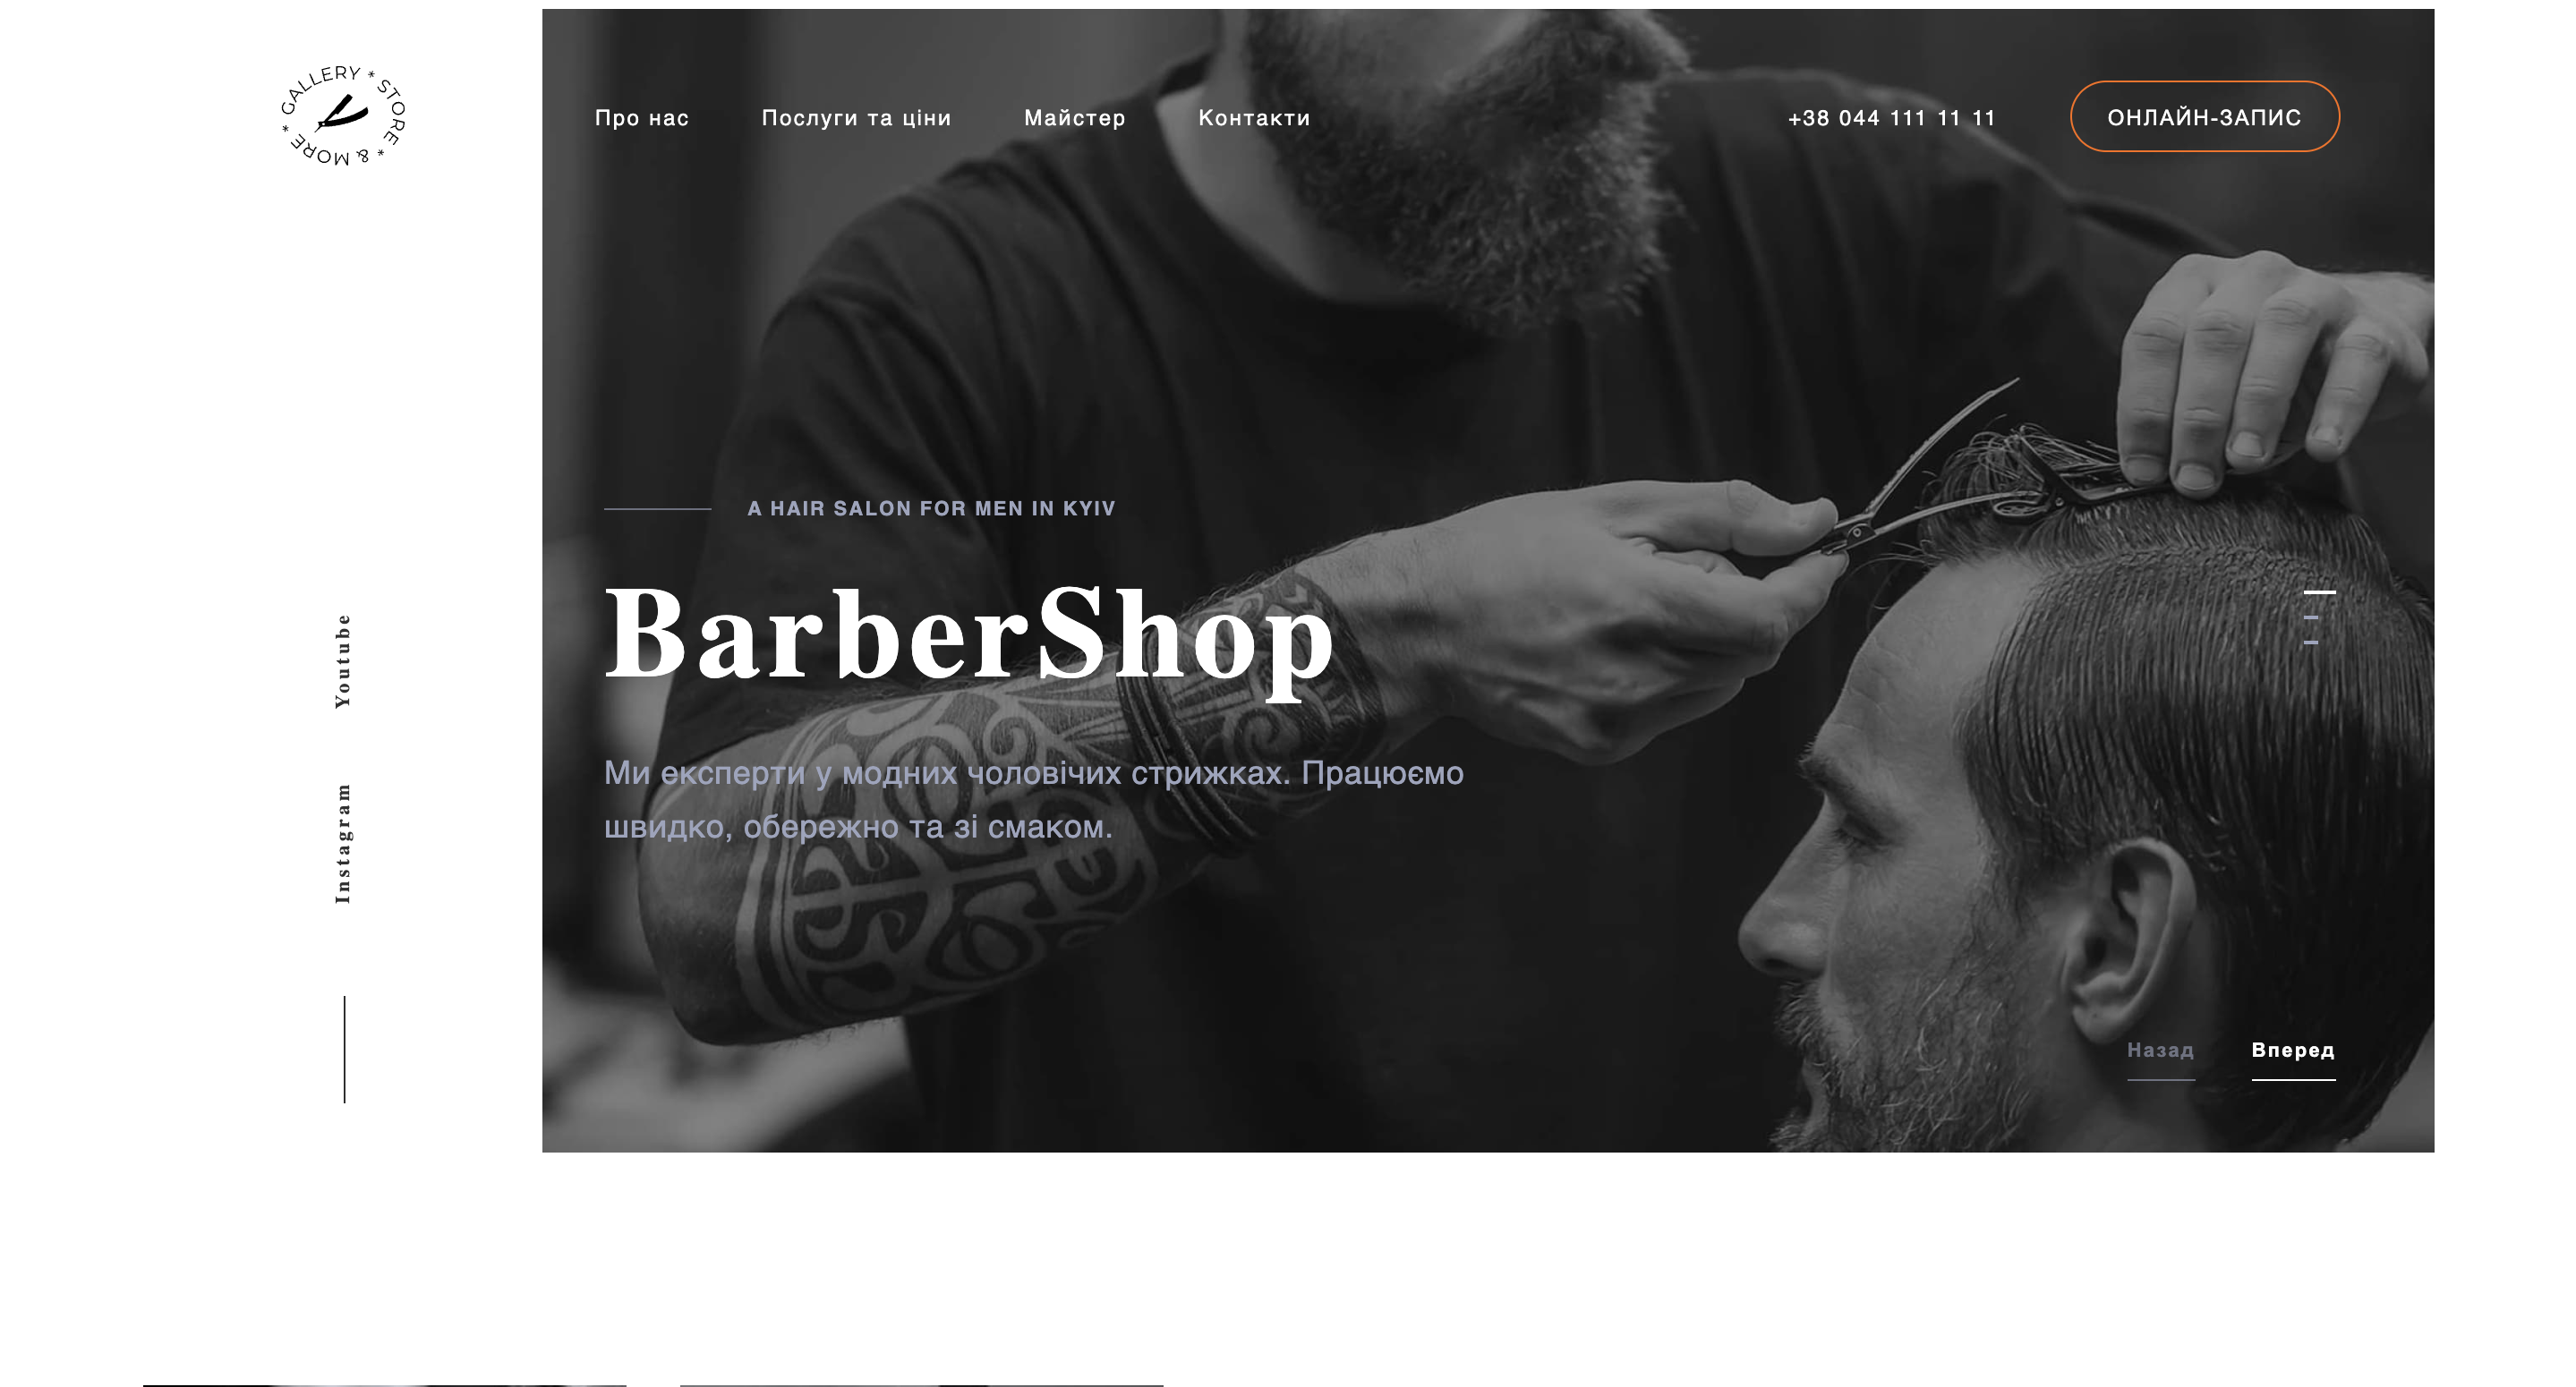 GALLERY * STORE * & MORE *
Про нас
Послуги та ціни
Майстер
Контакти
+38 044 111 11 11
ОНЛАЙН-ЗАПИС
A HAIR SALON FOR MEN IN KYIV
BarberShop
Ми експерти у модних чоловічих стрижках. Працюємо
швидко, обережно та зі смаком.
Youtube
Instagram
Назад
Вперед